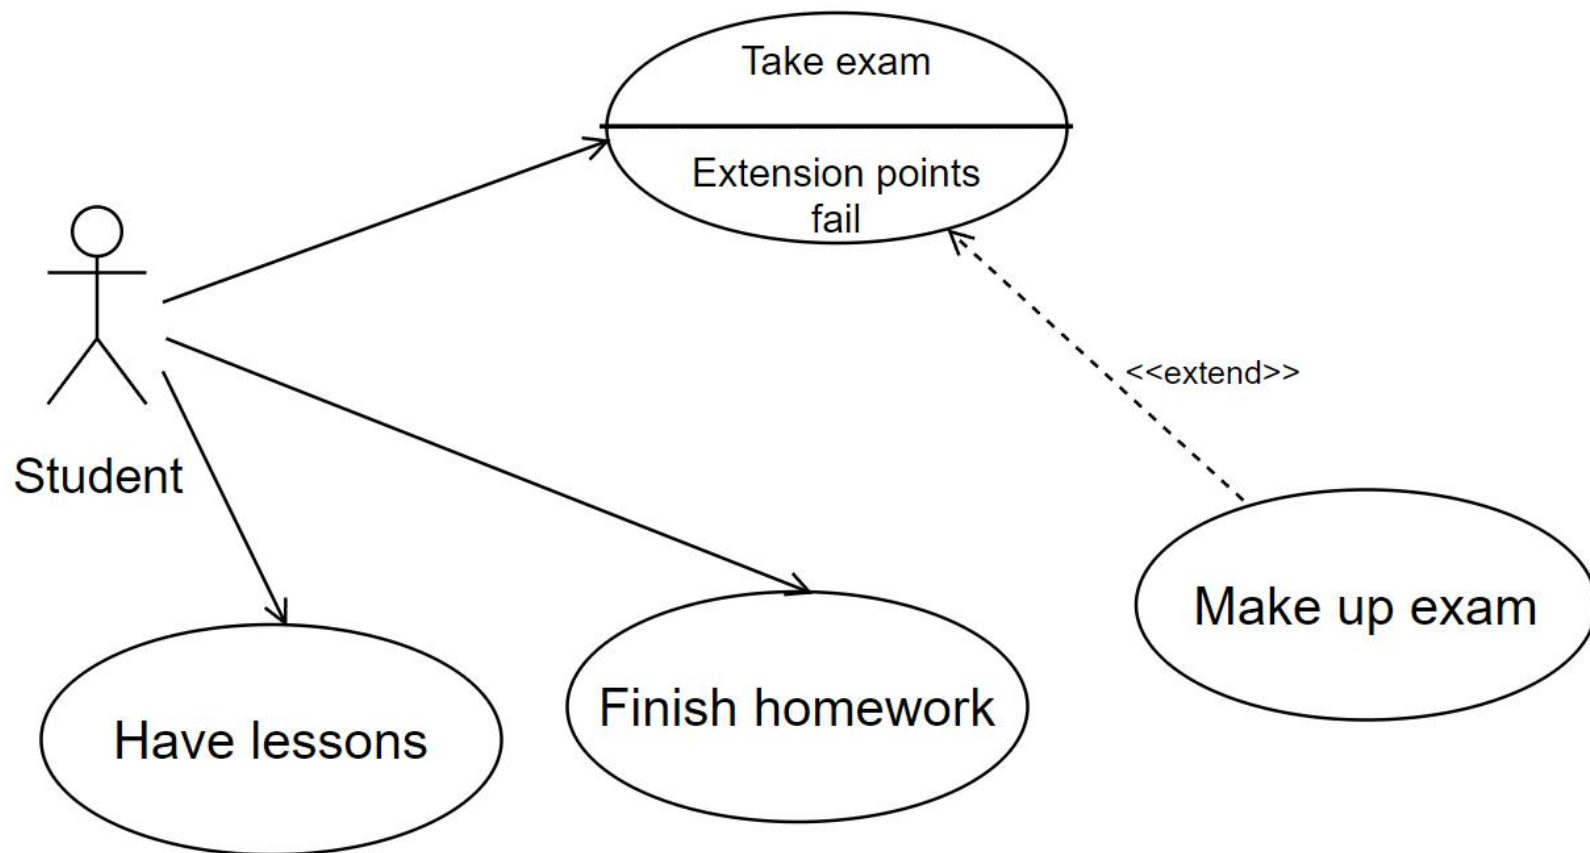 Take exam
Extension points
fail
<<extend>>
Student
Make up exam
Finish homework
Have lessons